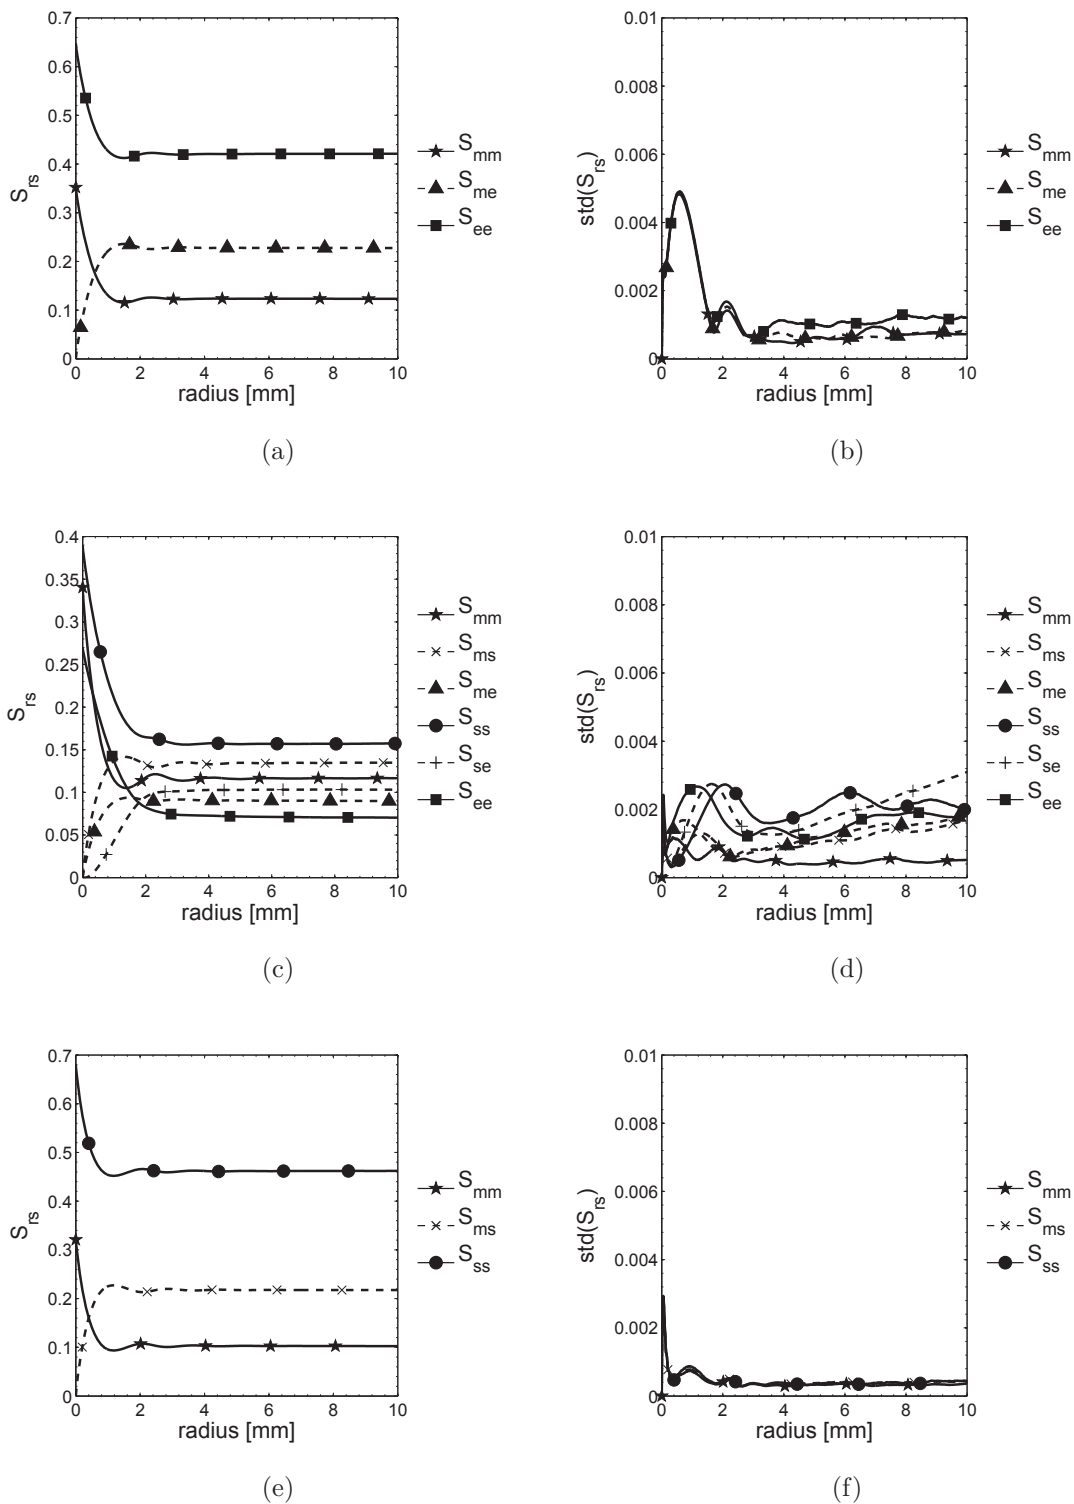 0.7
0.6
0.5
0.4
0.3
0.2
0.1
0
S_rs
0 2 4 6 8 10
radius [mm]
S_mm
S_me
S_ee
(a)
0.01
0.008
0.006
0.004
0.002
0
std(S_rs)
0 2 4 6 8 10
radius [mm]
S_mm
S_me
S_ee
(b)
0.4
0.35
0.3
0.25
0.2
0.15
0.1
0.05
0
S_rs
0 2 4 6 8 10
radius [mm]
S_mm
S_ms
S_me
S_ss
S_se
S_ee
(c)
0.01
0.008
0.006
0.004
0.002
0
std(S_rs)
0 2 4 6 8 10
radius [mm]
S_mm
S_ms
S_me
S_ss
S_se
S_ee
(d)
0.7
0.6
0.5
0.4
0.3
0.2
0.1
0
S_rs
0 2 4 6 8 10
radius [mm]
S_mm
S_ms
S_ss
(e)
0.01
0.008
0.006
0.004
0.002
0
std(S_rs)
0 2 4 6 8 10
radius [mm]
S_mm
S_ms
S_ss
(f)